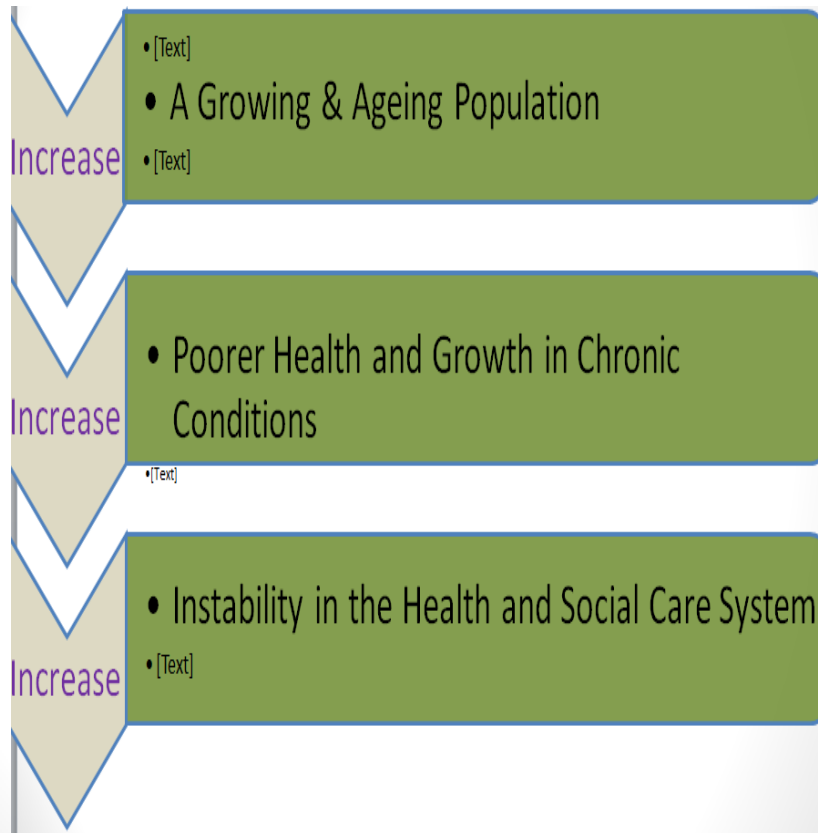 • [Text]
• A Growing & Ageing Population
Increase
• [Text]
• Poorer Health and Growth in Chronic
Conditions
Increase
•[Text]
• Instability in the Health and Social Care System
Increase
• [Text]